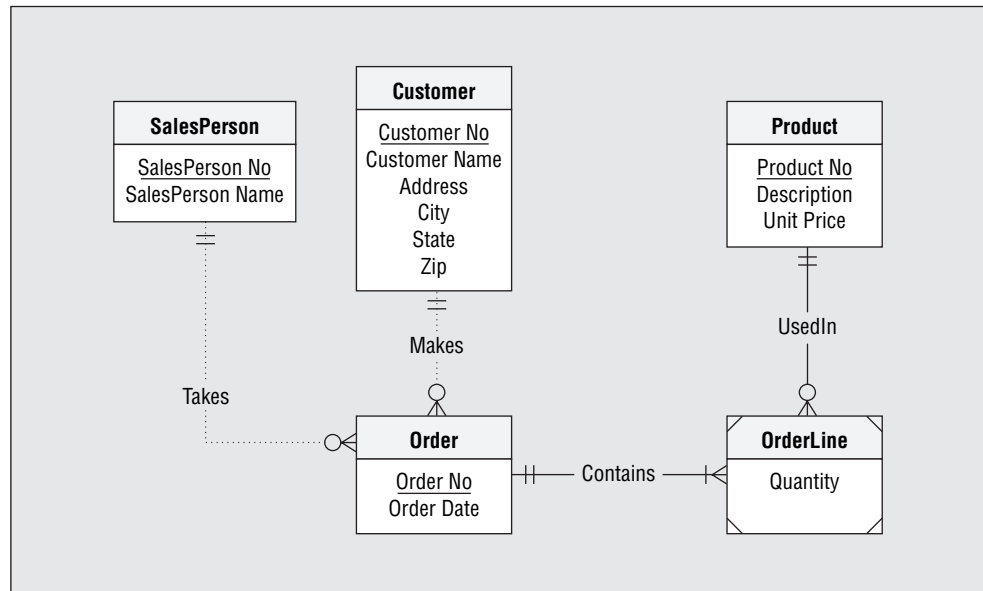 SalesPerson
SalesPerson No
SalesPerson Name
Customer
Customer No
Customer Name
Address
City
State
Zip
Product
Product No
Description
Unit Price
Takes
Makes
UsedIn
Order
Order No
Order Date
Contains
OrderLine
Quantity